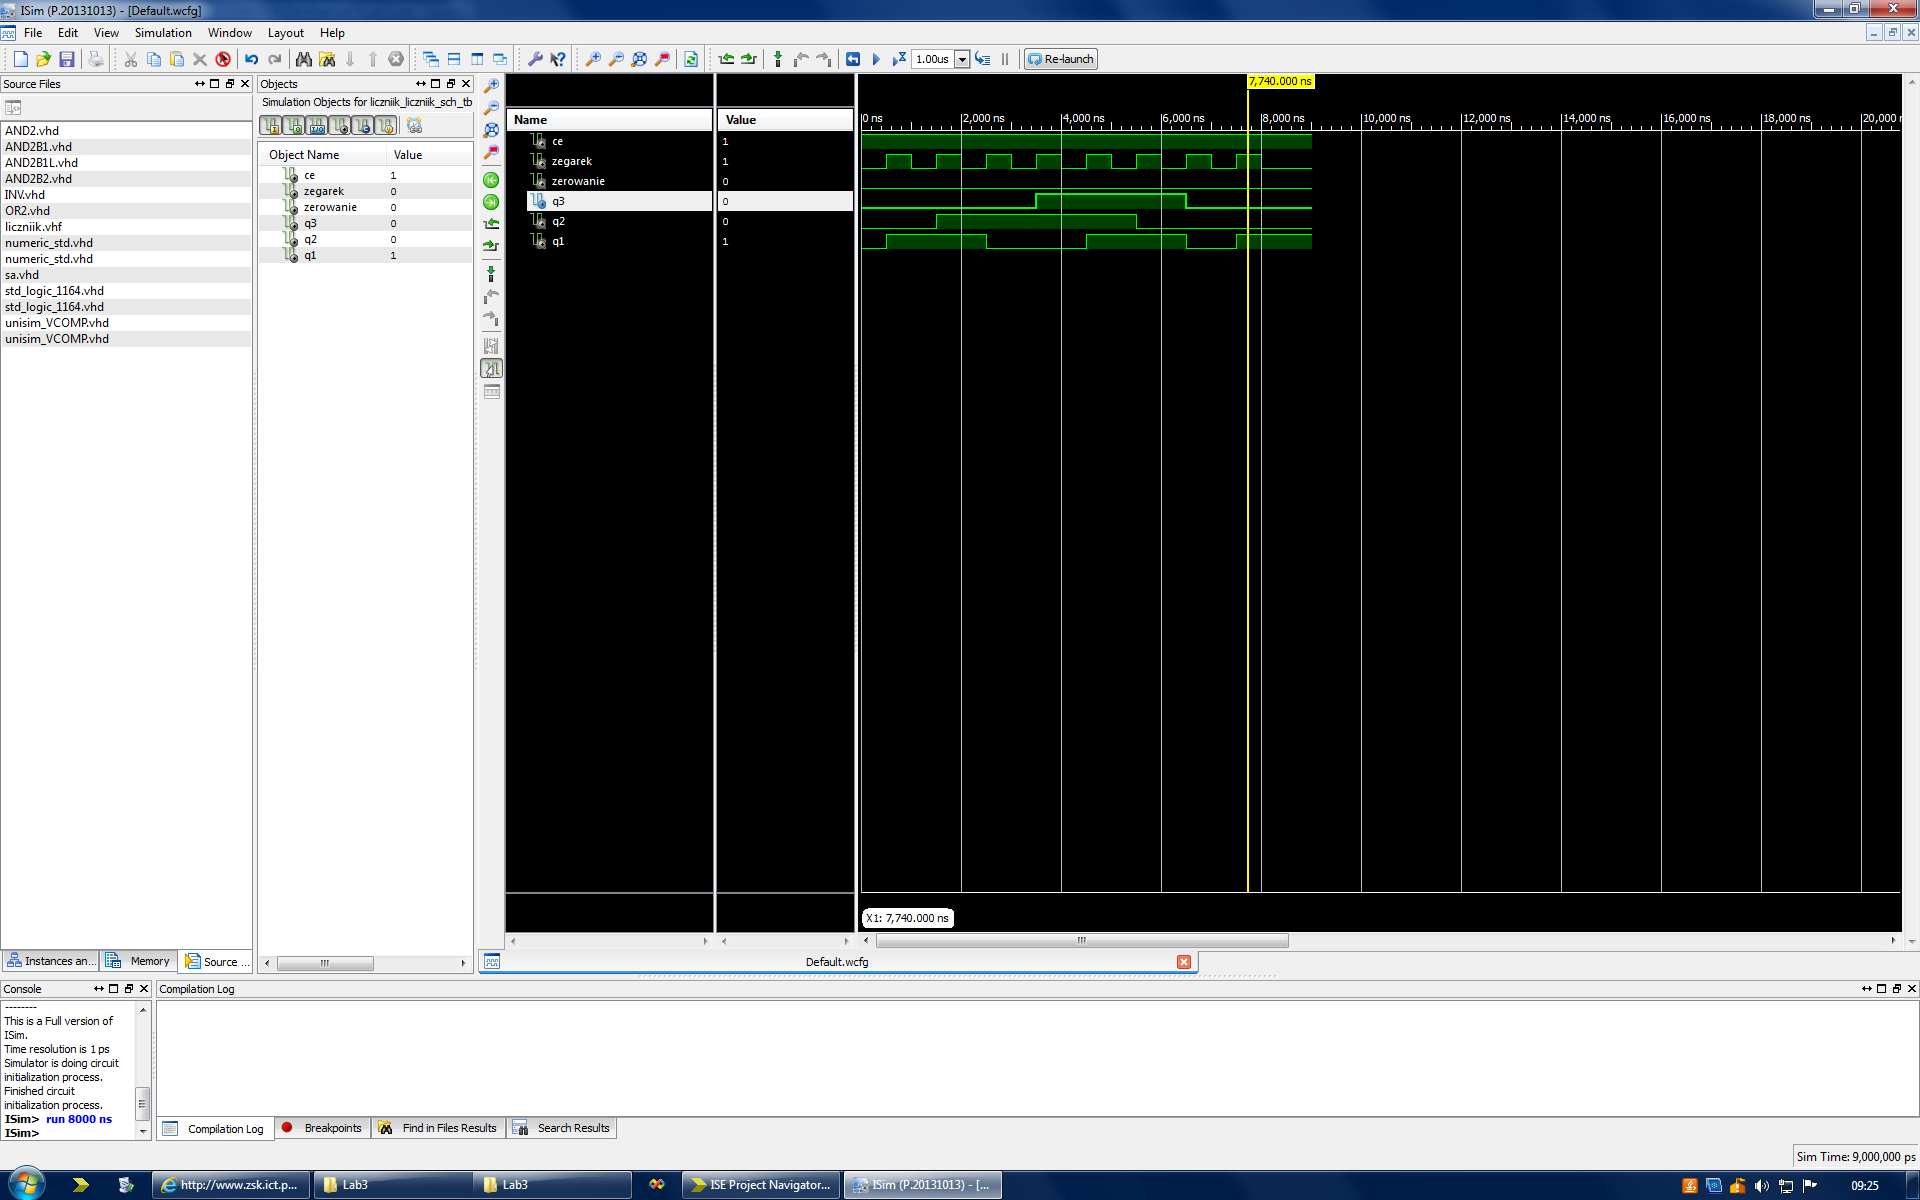 ISim (P.20131013) - [Default.wcfg]
File Edit View Simulation Window Layout Help
1.00us Re-launch
Source Files
AND2.vhd
AND2B1.vhd
AND2B1L.vhd
AND2B2.vhd
INV.vhd
OR2.vhd
liczniik.vhf
numeric_std.vhd
numeric_std.vhd
sa.vhd
std_logic_1164.vhd
std_logic_1164.vhd
unisim_VCOMP.vhd
unisim_VCOMP.vhd
Instances an... Memory Source ...
Objects
Simulation Objects for liczniik_liczniik_sch_tb
Object Name Value
ce 1
zegarek 0
zerowanie 0
q3 0
q2 0
q1 1
Name Value
ce 1
zegarek 1
zerowanie 0
q3 0
q2 0
q1 1
7,740.000 ns
0 ns 2,000 ns 4,000 ns 6,000 ns 8,000 ns 10,000 ns 12,000 ns 14,000 ns 16,000 ns 18,000 ns 20,000 n
X1: 7,740.000 ns
Default.wcfg
Console
--------
This is a Full version of
ISim.
Time resolution is 1 ps
Simulator is doing circuit
initialization process.
Finished circuit
initialization process.
ISim> run 8000 ns
ISim>
Compilation Log
Compilation Log Breakpoints Find in Files Results Search Results
Sim Time: 9,000,000 ps
http://www.zsk.ict.p... Lab3 Lab3 ISE Project Navigator... ISim (P.20131013) - [...
09:25